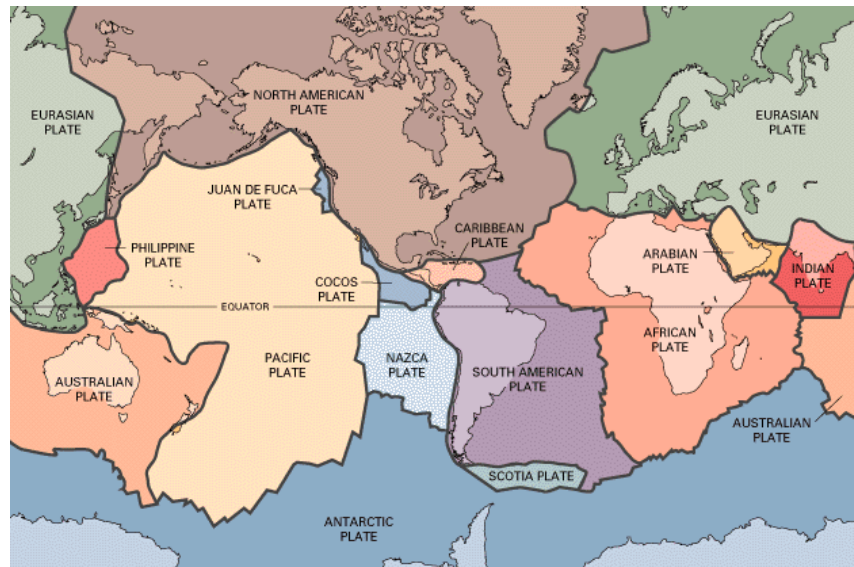 NORTH AMERICAN
PLATE
EURASIAN
PLATE
EURASIAN
PLATE
JUAN DE FUCA
PLATE
CARIBBEAN
PLATE
PHILIPPINE
PLATE
ARABIAN
PLATE
INDIAN
PLATE
COCOS
PLATE
EQUATOR
AFRICAN
PLATE
PACIFIC
PLATE
NAZCA
PLATE
SOUTH AMERICAN
PLATE
AUSTRALIAN
PLATE
AUSTRALIAN
PLATE
SCOTIA PLATE
ANTARCTIC
PLATE